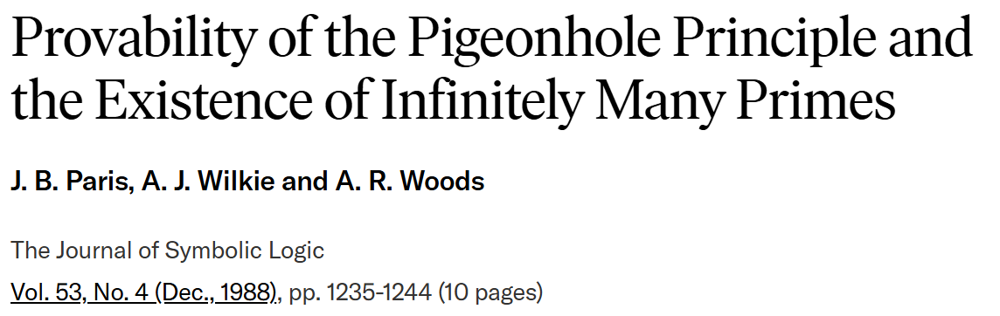 Provability of the Pigeonhole Principle and
the Existence of Infinitely Many Primes
J. B. Paris, A. J. Wilkie and A. R. Woods
The Journal of Symbolic Logic
Vol. 53, No. 4 (Dec., 1988), pp. 1235-1244 (10 pages)